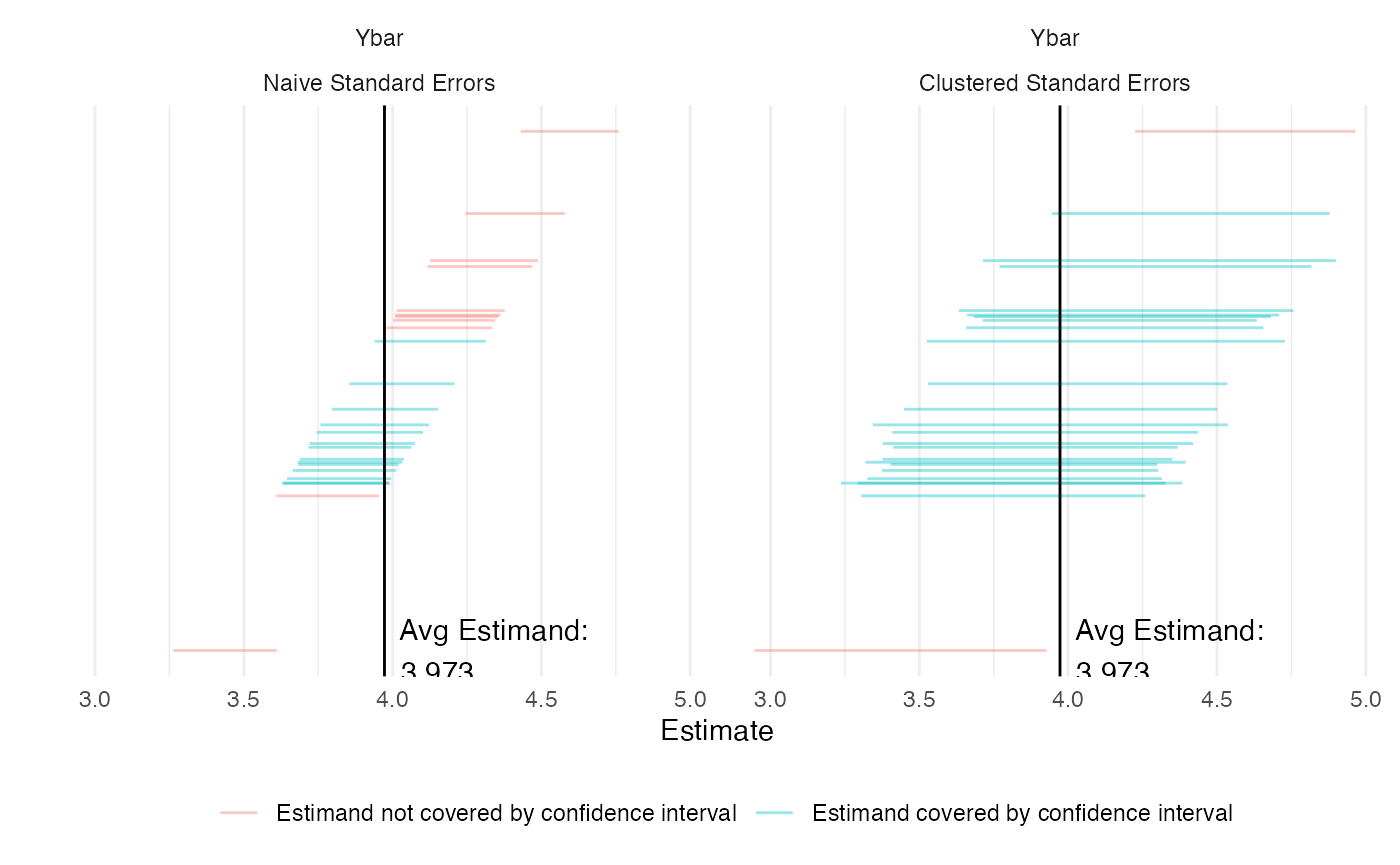 Ybar Ybar
Naive Standard Errors Clustered Standard Errors
Avg Estimand: Avg Estimand:
3.973 3.973
3.0 3.5 4.0 4.5 5.0 3.0 3.5 4.0 4.5 5.0
Estimate
Estimand not covered by confidence interval Estimand covered by confidence interval